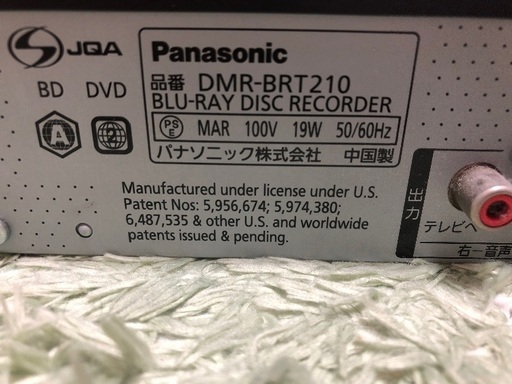 JQA
Panasonic
BD DVD
品番 DMR-BRT210
BLU-RAY DISC RECORDER
A 2
PSE MAR 100V 19W 50/60Hz
パナソニック株式会社 中国製
Manufactured under license under U.S.
Patent Nos: 5,956,674; 5,974,380;
6,487,535 & other U.S. and worldwide
patents issued & pending.
出力
テレビへ
右ー音声